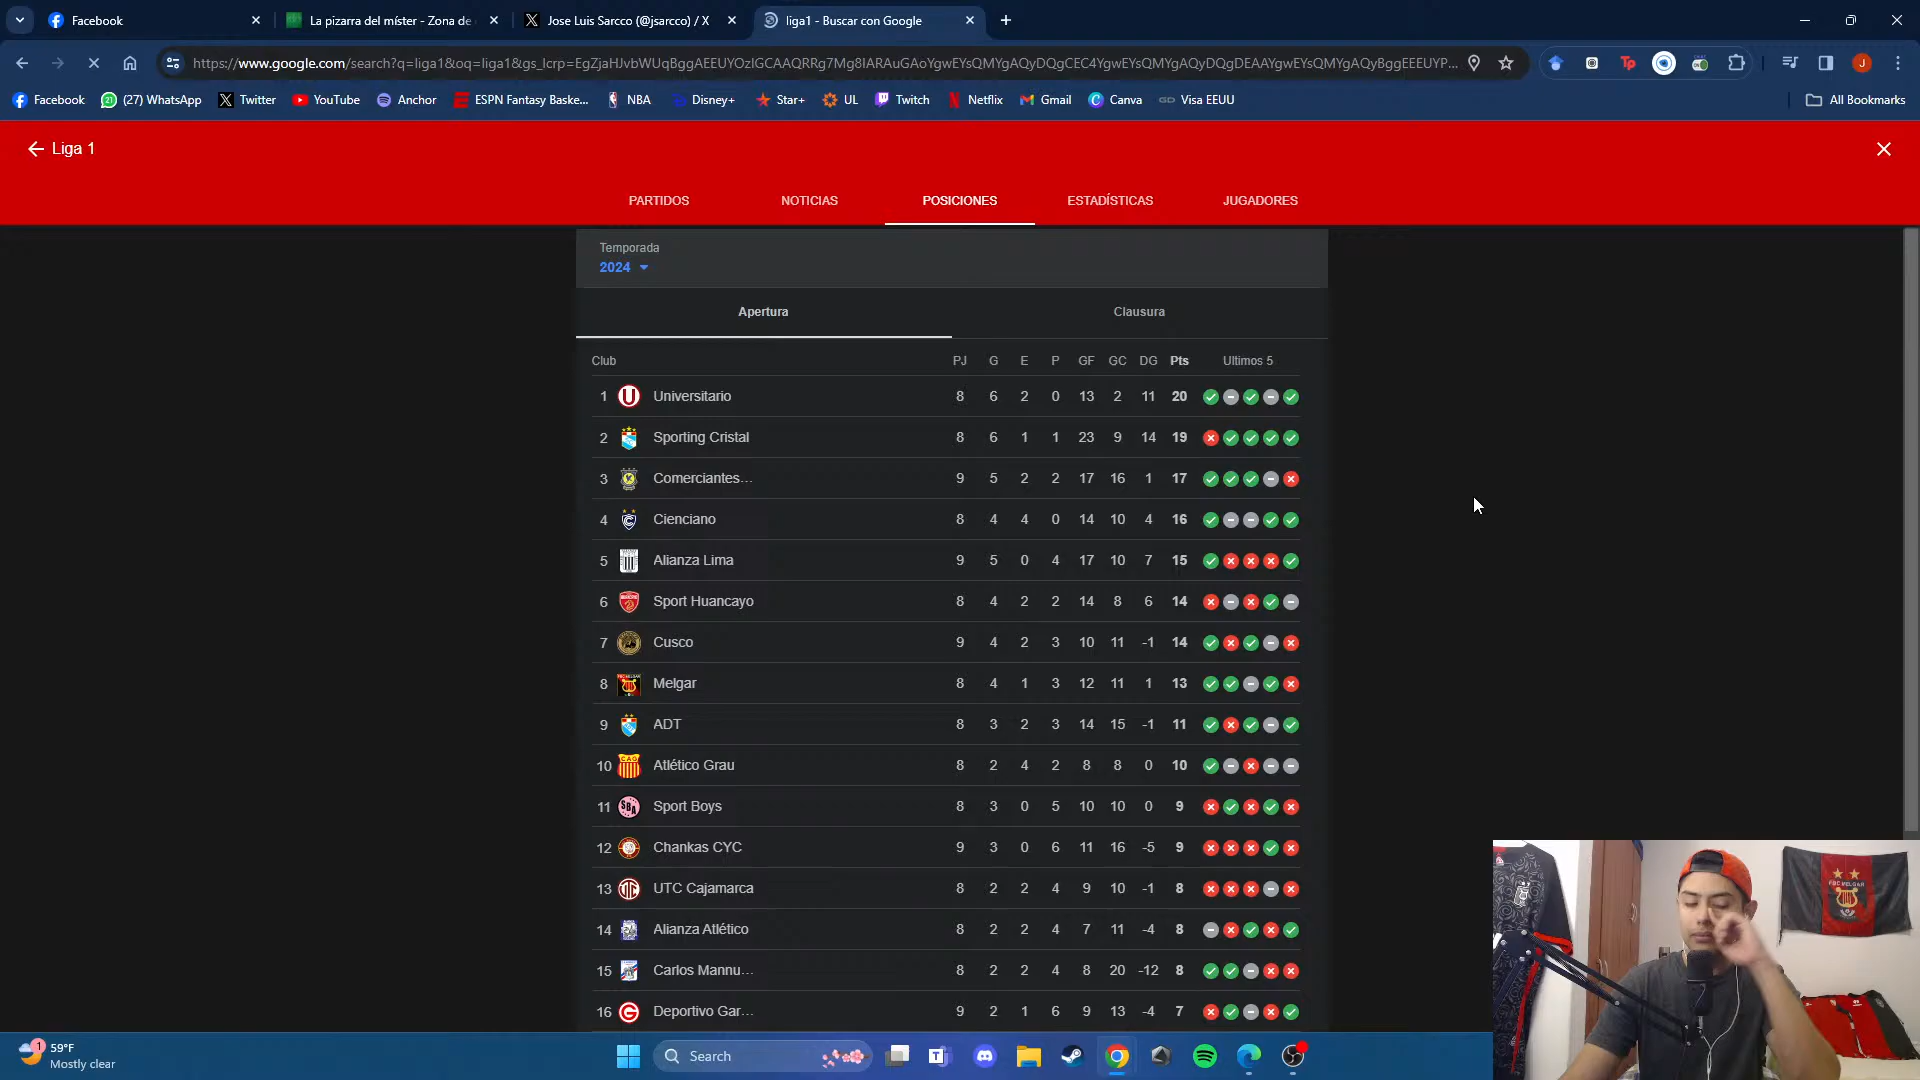 Facebook
La pizarra del míster - Zona de
Jose Luis Sarcco (@jsarcco) / X
liga1 - Buscar con Google
https://www.google.com/search?q=liga1&oq=liga1&gs_lcrp=EgZjaHJvbWUqBggAEEUYOzIGCAAQRRg7Mg8IARAuGAoYgwEYsQMYgAQyDQgCEC4YgwEYsQMYgAQyDQgDEAAYgwEYsQMYgAQyBggEEEUYP...
Facebook
(27) WhatsApp
Twitter
YouTube
Anchor
ESPN Fantasy Baske...
NBA
Disney+
Star+
UL
Twitch
Netflix
Gmail
Canva
Visa EEUU
All Bookmarks
Liga 1
PARTIDOS NOTICIAS POSICIONES ESTADÍSTICAS JUGADORES
Temporada
2024
Apertura Clausura
Club PJ G E P GF GC DG Pts Ultimos 5
1 Universitario 8 6 2 0 13 2 11 20
2 Sporting Cristal 8 6 1 1 23 9 14 19
3 Comerciantes... 9 5 2 2 17 16 1 17
4 Cienciano 8 4 4 0 14 10 4 16
5 Alianza Lima 9 5 0 4 17 10 7 15
6 Sport Huancayo 8 4 2 2 14 8 6 14
7 Cusco 9 4 2 3 10 11 -1 14
8 Melgar 8 4 1 3 12 11 1 13
9 ADT 8 3 2 3 14 15 -1 11
10 Atlético Grau 8 2 4 2 8 8 0 10
11 Sport Boys 8 3 0 5 10 10 0 9
12 Chankas CYC 9 3 0 6 11 16 -5 9
13 UTC Cajamarca 8 2 2 4 9 10 -1 8
14 Alianza Atlético 8 2 2 4 7 11 -4 8
15 Carlos Mannu... 8 2 2 4 8 20 -12 8
16 Deportivo Gar... 9 2 1 6 9 13 -4 7
FBC MELGAR
1
59°F
Mostly clear
Search